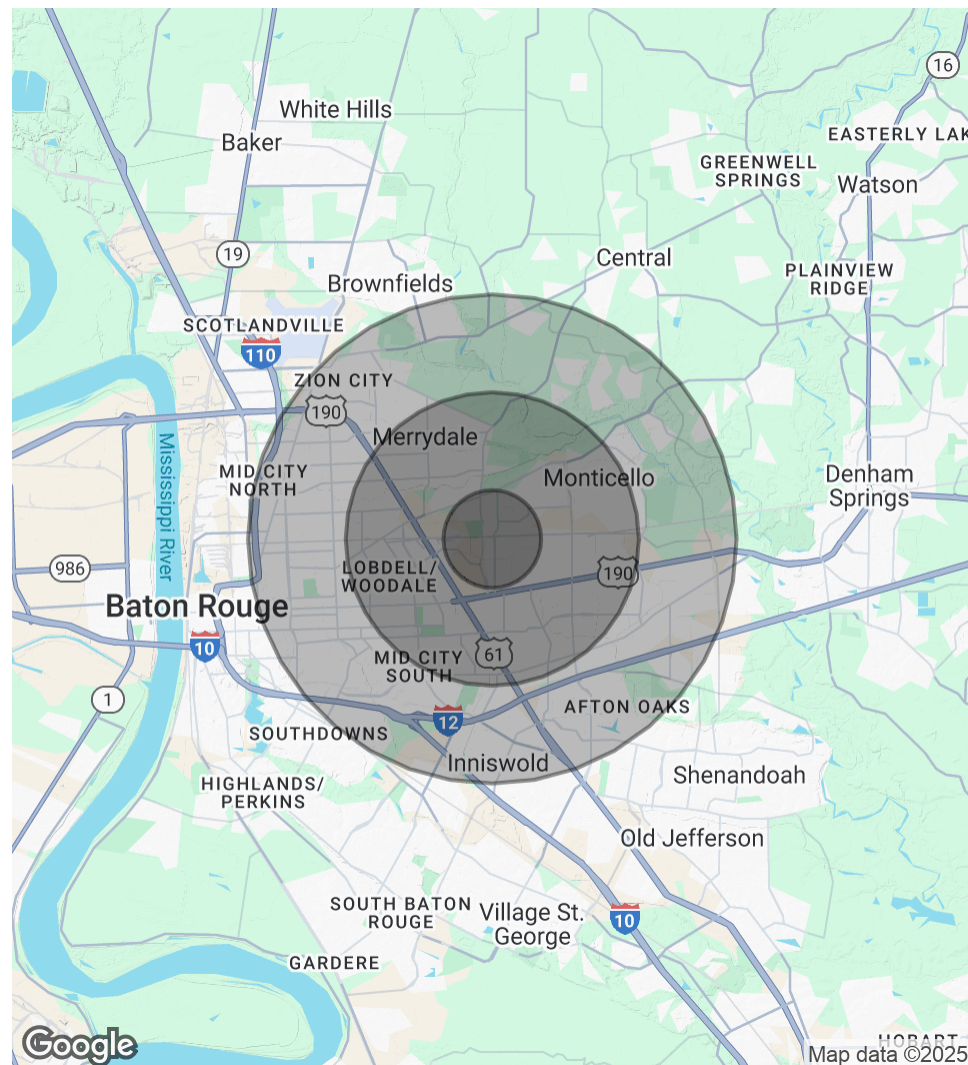 16
White Hills
EASTERLY LAK
Baker
GREENWELL
SPRINGS
Watson
19
Central
PLAINVIEW
RIDGE
Brownfields
SCOTLANDVILLE
110
ZION CITY
190
Merrydale
MID CITY
NORTH
Monticello
Denham
Springs
Mississippi River
986
LOBDELL/
WOODALE
190
Baton Rouge
10
61
MID CITY
SOUTH
1
AFTON OAKS
12
SOUTHDOWNS
Inniswold
Shenandoah
HIGHLANDS/
PERKINS
Old Jefferson
SOUTH BATON
ROUGE
Village St.
George
10
GARDERE
HOBART
Google
Map data ©2025